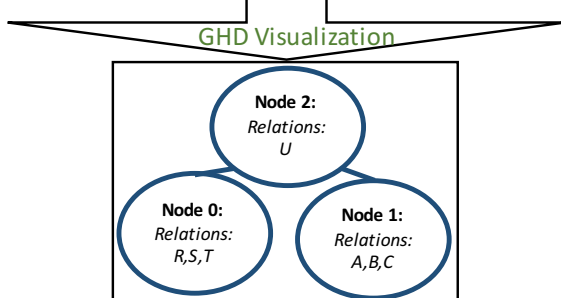 GHD Visualization
Node 2:
Relations:
U
Node 0:
Relations:
R,S,T
Node 1:
Relations:
A,B,C